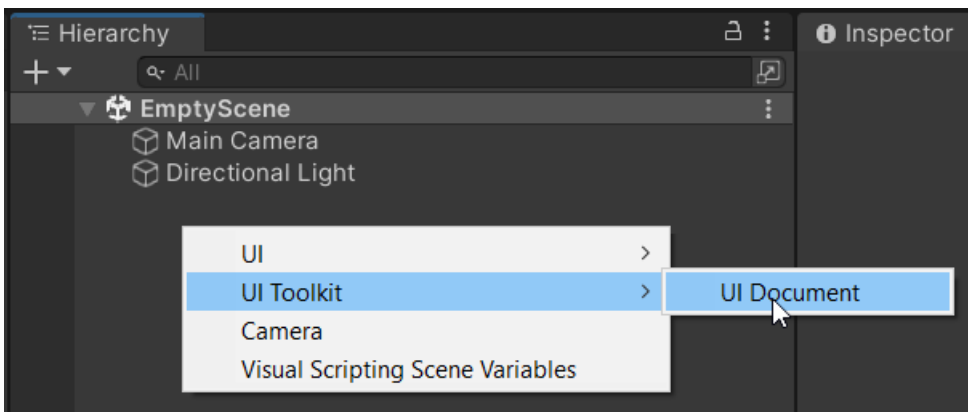 Hierarchy
Inspector
All
EmptyScene
Main Camera
Directional Light
UI
UI Toolkit
UI Document
Camera
Visual Scripting Scene Variables